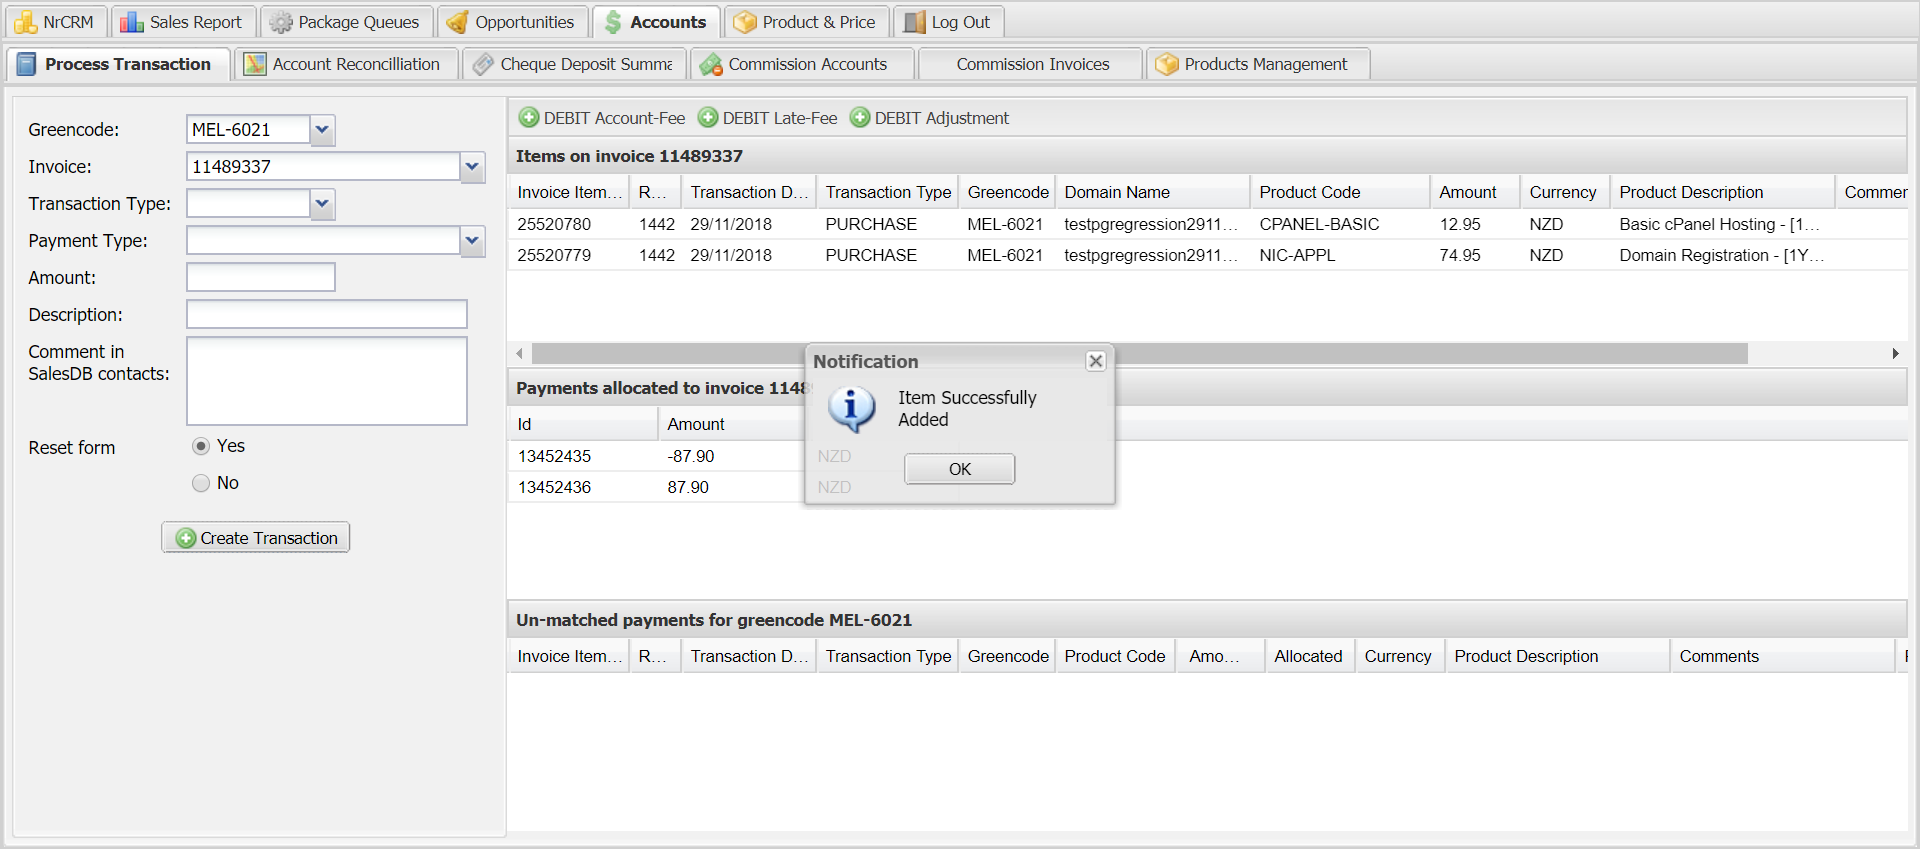 NrCRM
Sales Report
Package Queues
Opportunities
Accounts
Product & Price
Log Out
Process Transaction
Account Reconcilliation
Cheque Deposit Summa
Commission Accounts
Commission Invoices
Products Management
Greencode: MEL-6021
Invoice: 11489337
Transaction Type:
Payment Type:
Amount:
Description:
Comment in
SalesDB contacts:
Reset form
Yes
No
Create Transaction
DEBIT Account-Fee
DEBIT Late-Fee
DEBIT Adjustment
Items on invoice 11489337
Invoice Item... R... Transaction D... Transaction Type Greencode Domain Name Product Code Amount Currency Product Description Commer
25520780 1442 29/11/2018 PURCHASE MEL-6021 testpgregression2911... CPANEL-BASIC 12.95 NZD Basic cPanel Hosting - [1...
25520779 1442 29/11/2018 PURCHASE MEL-6021 testpgregression2911... NIC-APPL 74.95 NZD Domain Registration - [1Y...
Payments allocated to invoice 1148
Id Amount
13452435 -87.90 NZD
13452436 87.90 NZD
Notification
Item Successfully
Added
OK
Un-matched payments for greencode MEL-6021
Invoice Item... R... Transaction D... Transaction Type Greencode Product Code Amo... Allocated Currency Product Description Comments